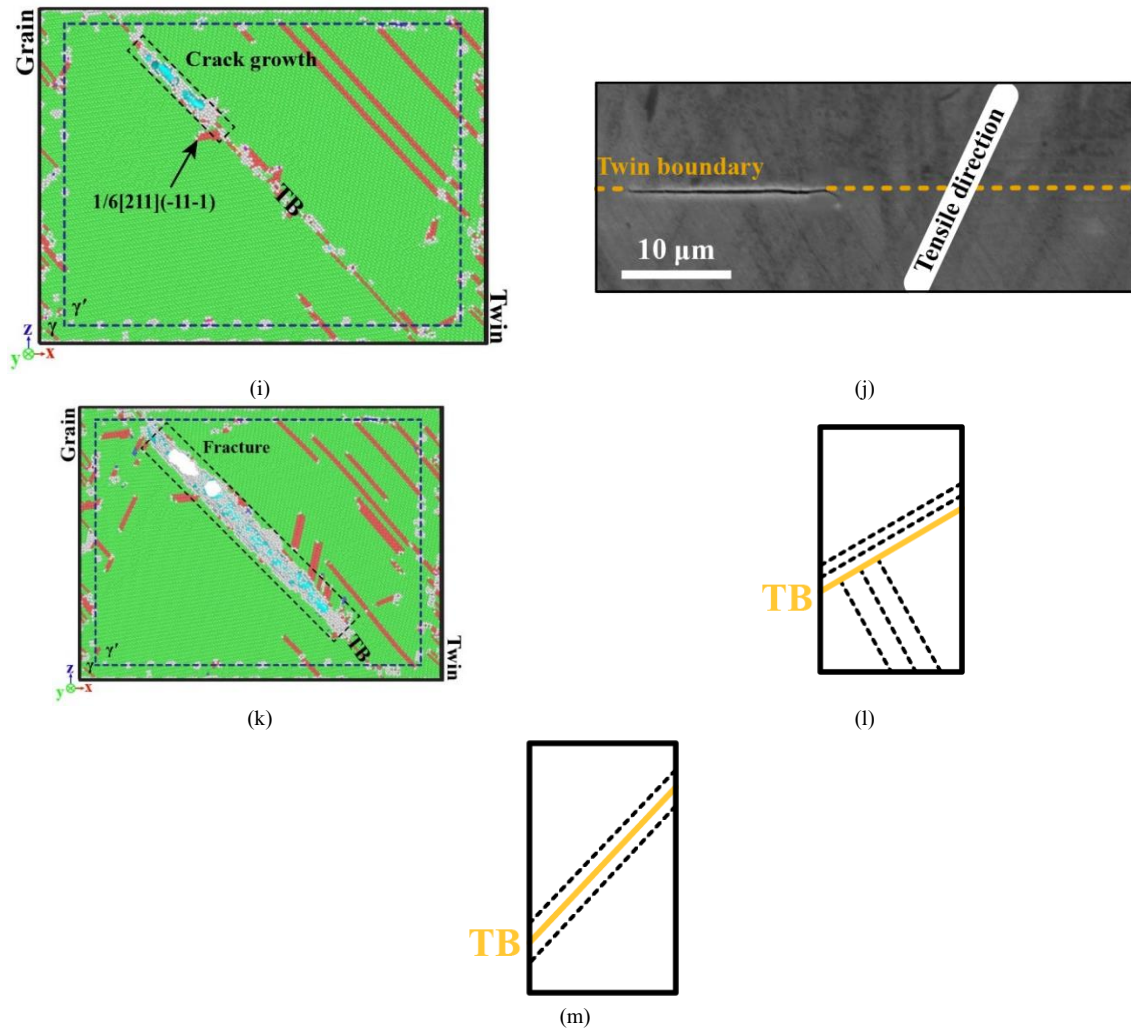 Grain
Crack growth
1/6[211](-11-1)
TB
γ′
γ
Twin
z
y
x
(i)
Twin boundary
10 μm
Tensile direction
(j)
Grain
Fracture
TB
γ′
γ
Twin
z
y
x
(k)
TB
(l)
TB
(m)